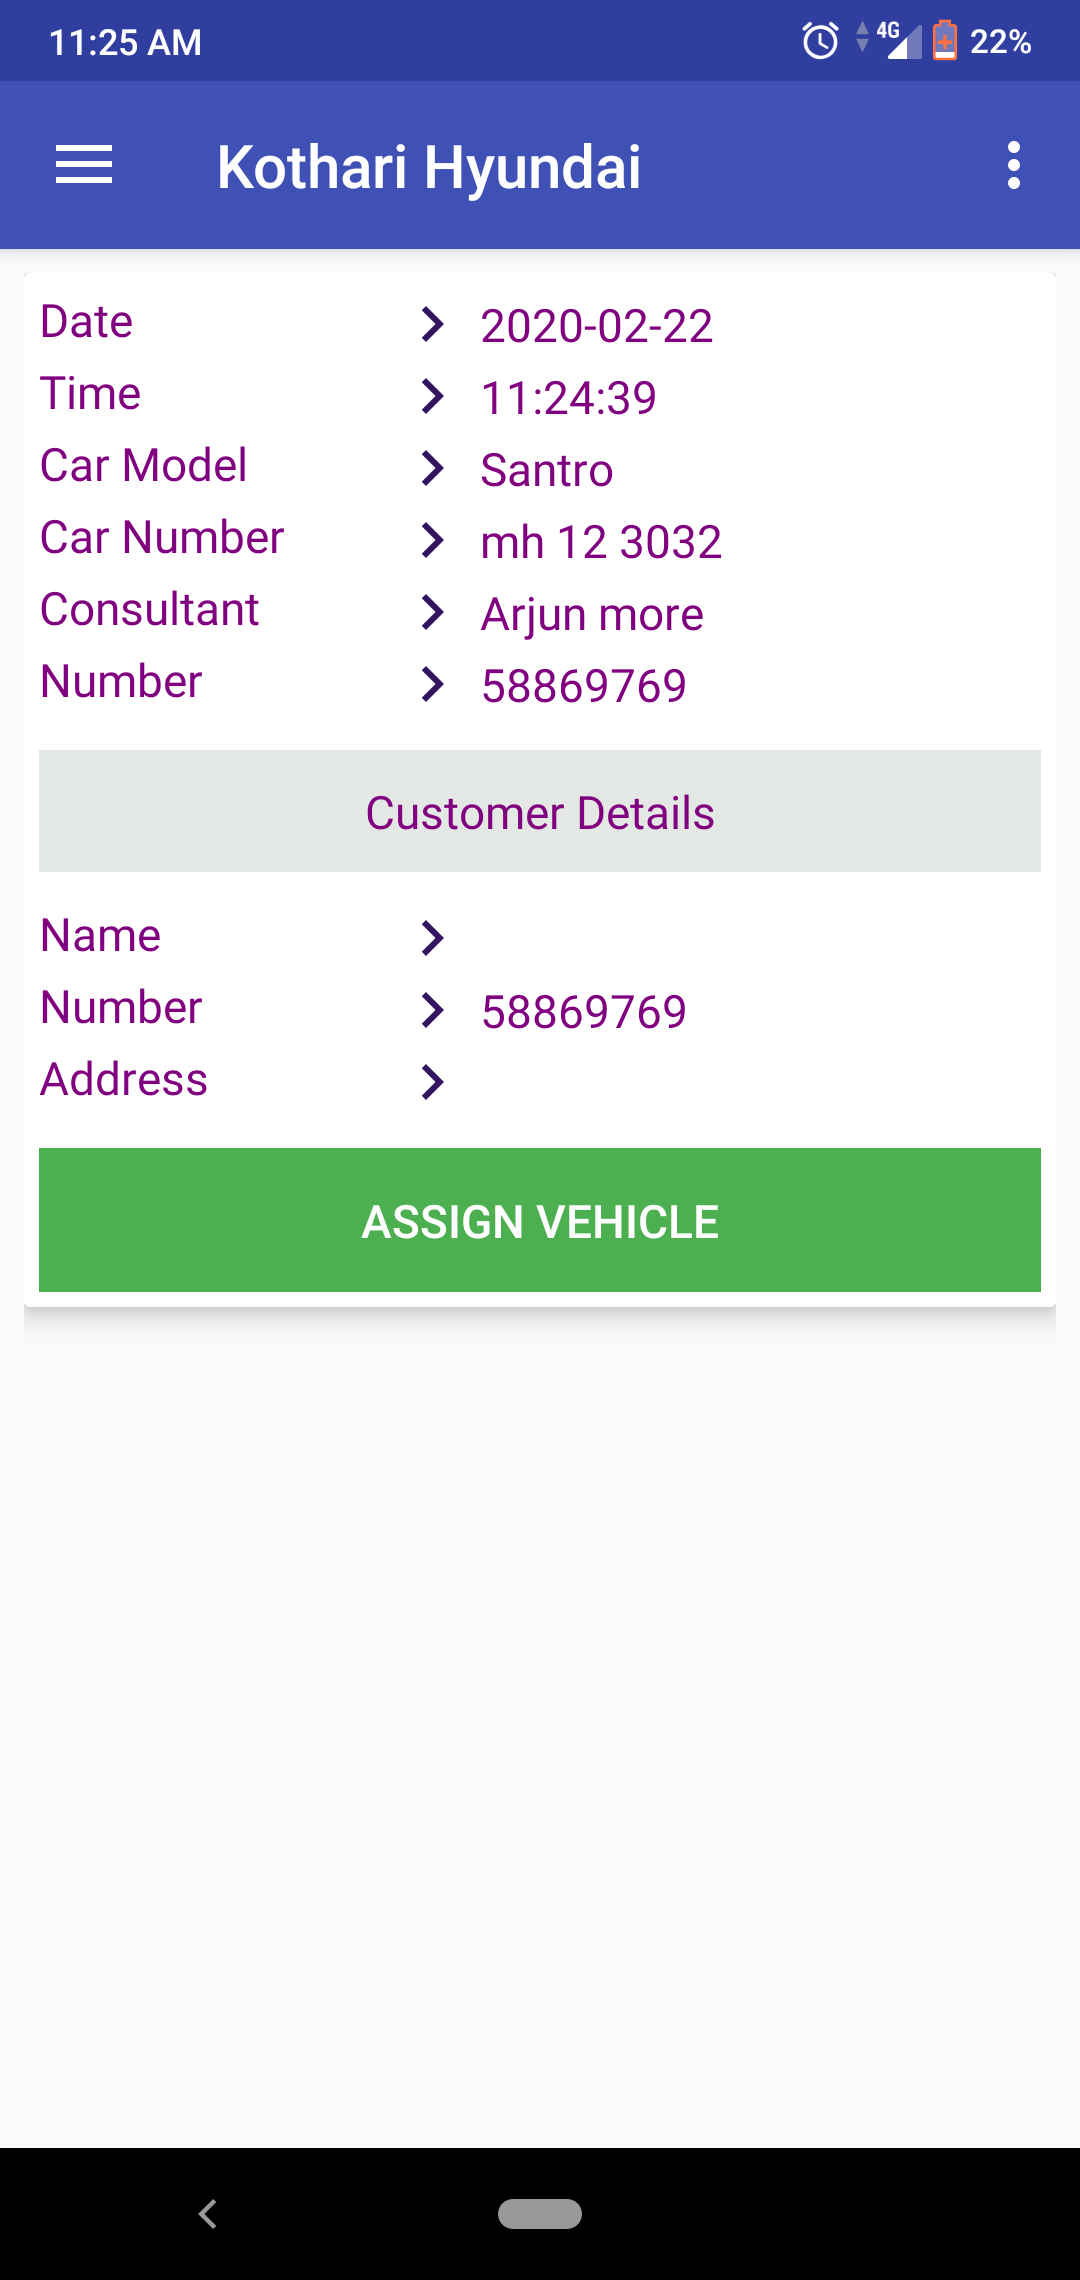 11:25 AM 4G 22%
Kothari Hyundai
Date 2020-02-22
Time 11:24:39
Car Model Santro
Car Number mh 12 3032
Consultant Arjun more
Number 58869769
Customer Details
Name
Number 58869769
Address
ASSIGN VEHICLE